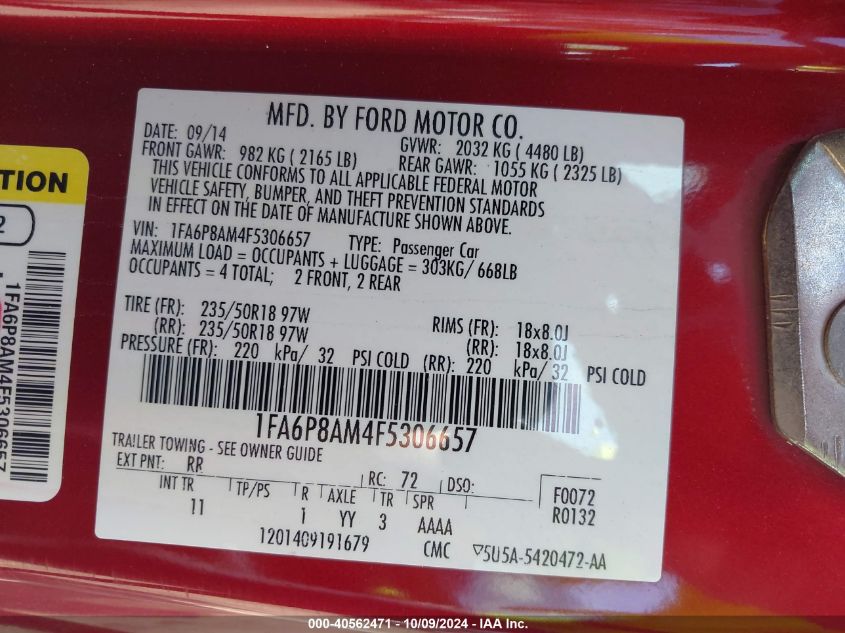 MFD. BY FORD MOTOR CO.
DATE: 09/14
GVWR: 2032 KG ( 4480 LB)
FRONT GAWR: 982 KG ( 2165 LB)
REAR GAWR: 1055 KG ( 2325 LB)
THIS VEHICLE CONFORMS TO ALL APPLICABLE FEDERAL MOTOR
VEHICLE SAFETY, BUMPER, AND THEFT PREVENTION STANDARDS
IN EFFECT ON THE DATE OF MANUFACTURE SHOWN ABOVE.
VIN: 1FA6P8AM4F5306657 TYPE: Passenger Car
MAXIMUM LOAD = OCCUPANTS + LUGGAGE = 303KG/ 668LB
OCCUPANTS = 4 TOTAL; 2 FRONT, 2 REAR
TIRE (FR): 235/50R18 97W RIMS (FR): 18x8.0J
(RR): 235/50R18 97W (RR): 18x8.0J
PRESSURE (FR): 220 kPa/ 32 PSI COLD (RR): 220 kPa/ 32 PSI COLD
1FA6P8AM4F5306657
TRAILER TOWING - SEE OWNER GUIDE
EXT PNT: RR RC: 72 DSO:
F0072
R0132
INT TR TP/PS R AXLE TR SPR
11 1 YY 3 AAAA
1201409191679 CMC ▽5U5A-5420472-AA
TION
2
1FA6P8AM4F5306657
000-40562471 - 10/09/2024 - IAA Inc.